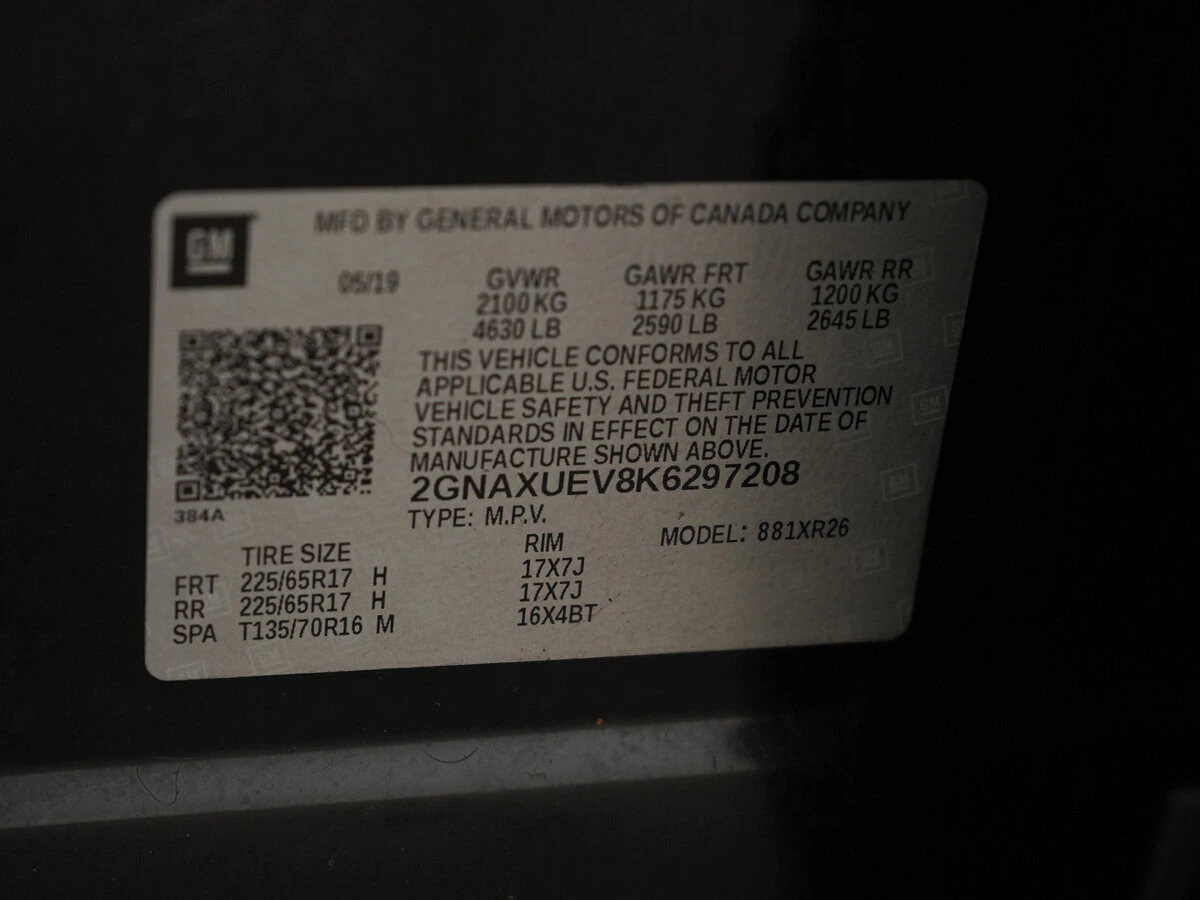 GM
MFD BY GENERAL MOTORS OF CANADA COMPANY
05/19 GVWR GAWR FRT GAWR RR
2100 KG 1175 KG 1200 KG
4630 LB 2590 LB 2645 LB
THIS VEHICLE CONFORMS TO ALL
APPLICABLE U.S. FEDERAL MOTOR
VEHICLE SAFETY AND THEFT PREVENTION
STANDARDS IN EFFECT ON THE DATE OF
MANUFACTURE SHOWN ABOVE.
2GNAXUEV8K6297208
384A
TYPE: M.P.V. MODEL: 881XR26
TIRE SIZE RIM
FRT 225/65R17 H 17X7J
RR 225/65R17 H 17X7J
SPA T135/70R16 M 16X4BT